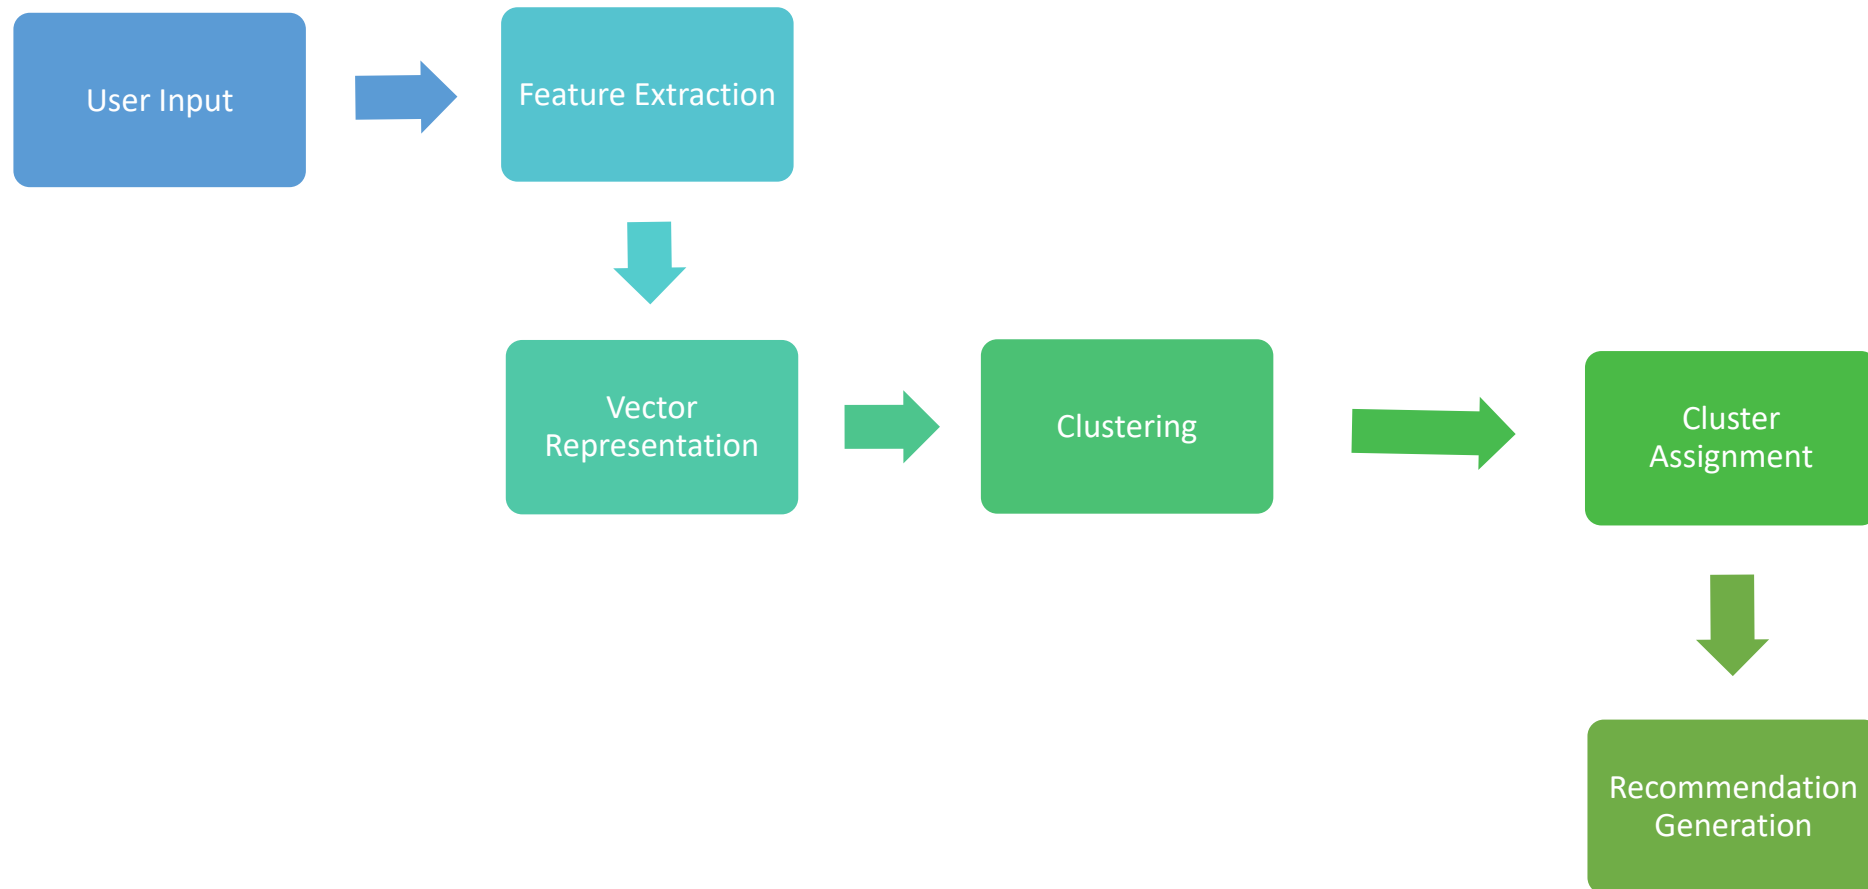 User Input
Feature Extraction
Vector
Representation
Clustering
Cluster
Assignment
Recommendation
Generation